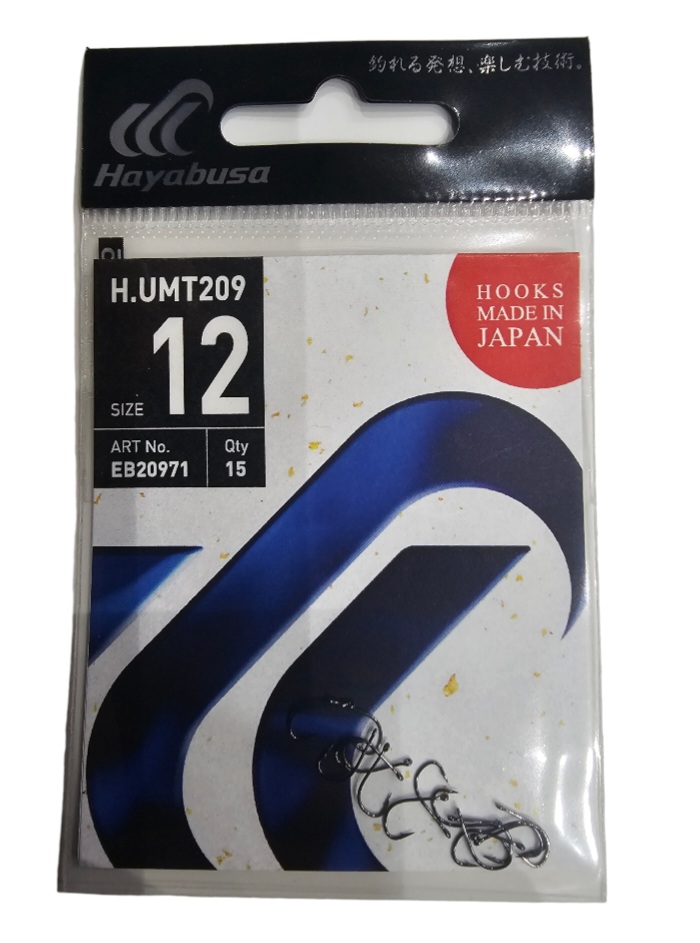 釣れる発想、楽しむ技術。
Hayabusa
H.UMT209
12
SIZE
HOOKS
MADE IN
JAPAN
ART No.
EB20971
Qty
15